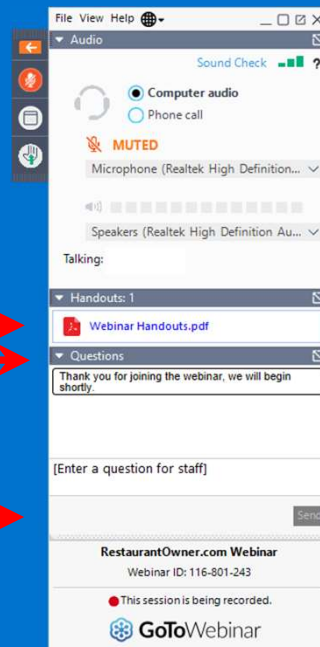 File View Help
Audio
Sound Check ?
Computer audio
Phone call
MUTED
Microphone (Realtek High Definition...
Speakers (Realtek High Definition Au...
Talking:
Handouts: 1
Webinar Handouts.pdf
Questions
Thank you for joining the webinar, we will begin
shortly.
[Enter a question for staff]
Send
RestaurantOwner.com Webinar
Webinar ID: 116-801-243
This session is being recorded.
GoToWebinar